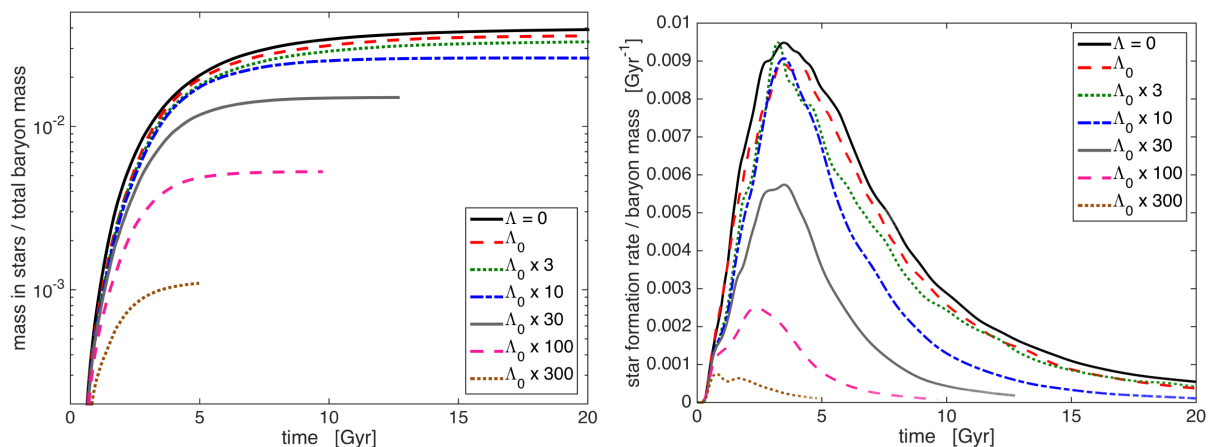 mass in stars / total baryon mass
10⁻²
10⁻³
Λ = 0
Λ₀
Λ₀ x 3
Λ₀ x 10
Λ₀ x 30
Λ₀ x 100
Λ₀ x 300
0 5 10 15 20
time [Gyr]
star formation rate / baryon mass [Gyr⁻¹]
0.01
0.009
0.008
0.007
0.006
0.005
0.004
0.003
0.002
0.001
0
Λ = 0
Λ₀
Λ₀ x 3
Λ₀ x 10
Λ₀ x 30
Λ₀ x 100
Λ₀ x 300
0 5 10 15 20
time [Gyr]